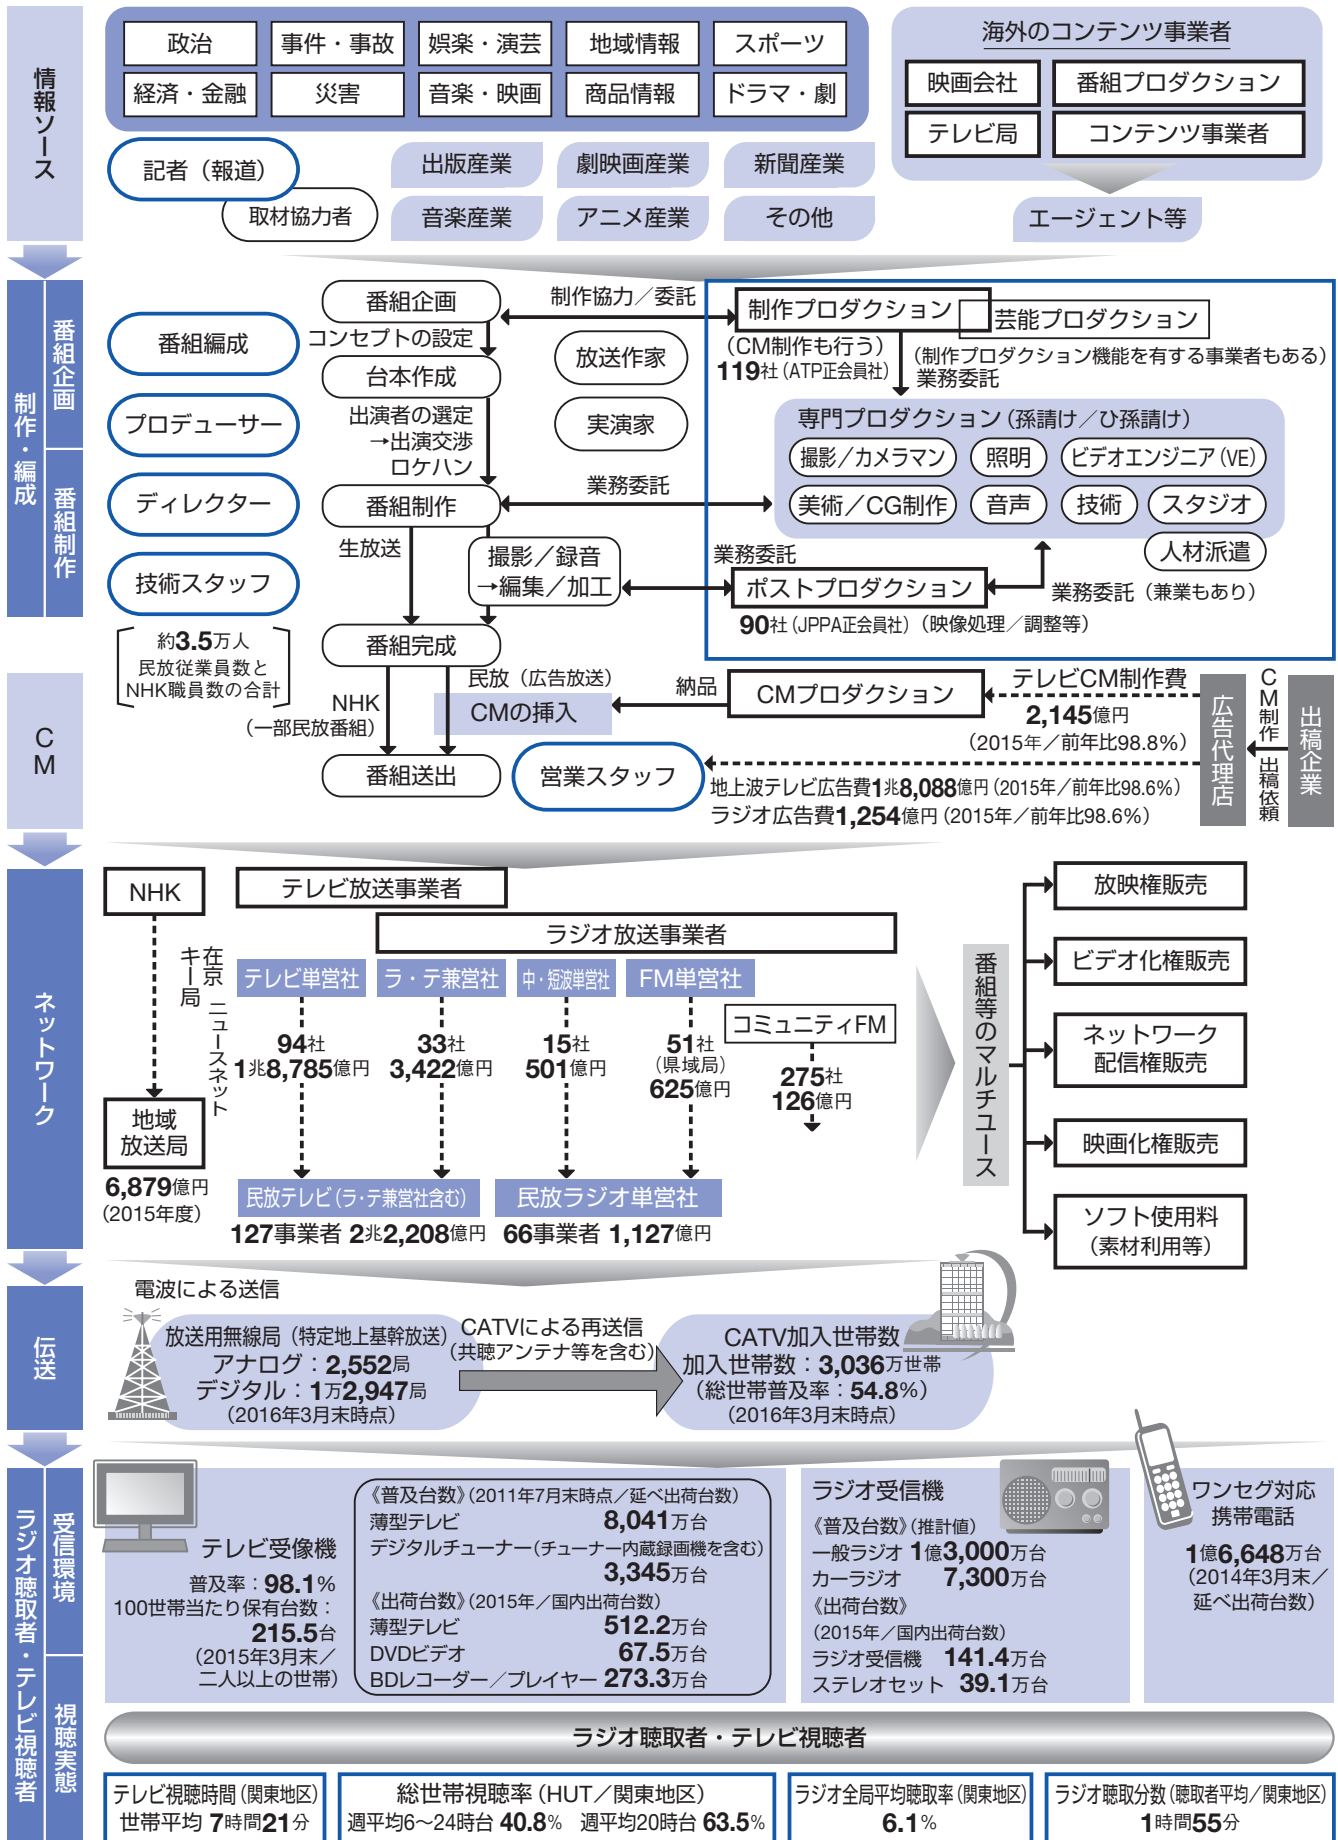 情報ソース
政治
事件・事故
娯楽・演芸
地域情報
スポーツ
経済・金融
災害
音楽・映画
商品情報
ドラマ・劇
海外のコンテンツ事業者
映画会社
番組プロダクション
テレビ局
コンテンツ事業者
エージェント等
記者（報道）
取材協力者
出版産業
劇映画産業
新聞産業
音楽産業
アニメ産業
その他
制作・編成
番組企画
番組制作
番組編成
プロデューサー
ディレクター
技術スタッフ
約3.5万人
民放従業員数と
NHK職員数の合計
番組企画
コンセプトの設定
台本作成
出演者の選定
→出演交渉
ロケハン
番組制作
生放送
撮影／録音
→編集／加工
番組完成
制作協力／委託
放送作家
実演家
業務委託
制作プロダクション
芸能プロダクション
（CM制作も行う）
119社（ATP正会員社）
（制作プロダクション機能を有する事業者もある）
業務委託
専門プロダクション（孫請け／ひ孫請け）
撮影／カメラマン
照明
ビデオエンジニア（VE）
美術／CG制作
音声
技術
スタジオ
人材派遣
業務委託
ポストプロダクション
業務委託（兼業もあり）
90社（JPPA正会員社）（映像処理／調整等）
CM
NHK
（一部民放番組）
民放（広告放送）
CMの挿入
納品
CMプロダクション
テレビCM制作費
2,145億円
（2015年／前年比98.8%）
番組送出
営業スタッフ
地上波テレビ広告費1兆8,088億円（2015年／前年比98.6%）
ラジオ広告費1,254億円（2015年／前年比98.6%）
広告代理店
CM制作
出稿依頼
出稿企業
ネットワーク
NHK
地域
放送局
6,879億円
（2015年度）
在京
キー局
ニュースネット
テレビ放送事業者
ラジオ放送事業者
テレビ単営社
ラ・テ兼営社
中・短波単営社
FM単営社
コミュニティFM
94社
1兆8,785億円
33社
3,422億円
15社
501億円
51社
（県域局）
625億円
275社
126億円
民放テレビ（ラ・テ兼営社含む）
民放ラジオ単営社
127事業者 2兆2,208億円
66事業者 1,127億円
番組等のマルチユース
放映権販売
ビデオ化権販売
ネットワーク
配信権販売
映画化権販売
ソフト使用料
（素材利用等）
伝送
電波による送信
放送用無線局（特定地上基幹放送）
アナログ：2,552局
デジタル：1万2,947局
（2016年3月末時点）
CATVによる再送信
（共聴アンテナ等を含む）
CATV加入世帯数
加入世帯数：3,036万世帯
（総世帯普及率：54.8%）
（2016年3月末時点）
ラジオ聴取者・テレビ視聴者
受信環境
視聴実態
テレビ受像機
普及率：98.1%
100世帯当たり保有台数：
215.5台
（2015年3月末／
二人以上の世帯）
《普及台数》（2011年7月末時点／延べ出荷台数）
薄型テレビ 8,041万台
デジタルチューナー（チューナー内蔵録画機を含む）
3,345万台
《出荷台数》（2015年／国内出荷台数）
薄型テレビ 512.2万台
DVDビデオ 67.5万台
BDレコーダー／プレイヤー 273.3万台
ラジオ受信機
《普及台数》（推計値）
一般ラジオ 1億3,000万台
カーラジオ 7,300万台
《出荷台数》
（2015年／国内出荷台数）
ラジオ受信機 141.4万台
ステレオセット 39.1万台
ワンセグ対応
携帯電話
1億6,648万台
（2014年3月末／
延べ出荷台数）
ラジオ聴取者・テレビ視聴者
テレビ視聴時間（関東地区）
世帯平均 7時間21分
総世帯視聴率（HUT／関東地区）
週平均6～24時台 40.8% 週平均20時台 63.5%
ラジオ全局平均聴取率（関東地区）
6.1%
ラジオ聴取分数（聴取者平均／関東地区）
1時間55分